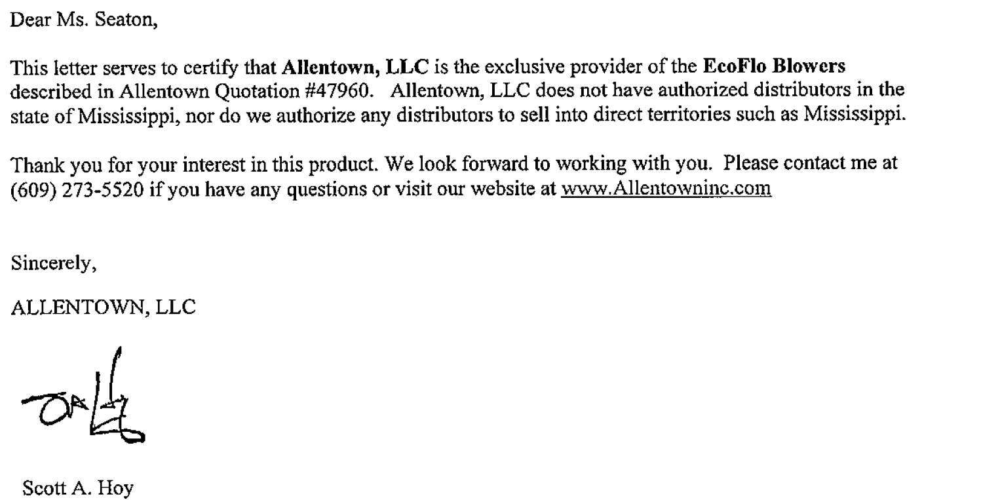 Dear Ms. Seaton,
This letter serves to certify that Allentown, LLC is the exclusive provider of the EcoFlo Blowers
described in Allentown Quotation #47960. Allentown, LLC does not have authorized distributors in the
state of Mississippi, nor do we authorize any distributors to sell into direct territories such as Mississippi.
Thank you for your interest in this product. We look forward to working with you. Please contact me at
(609) 273-5520 if you have any questions or visit our website at www.Allentowninc.com
Sincerely,
ALLENTOWN, LLC
Scott A. Hoy